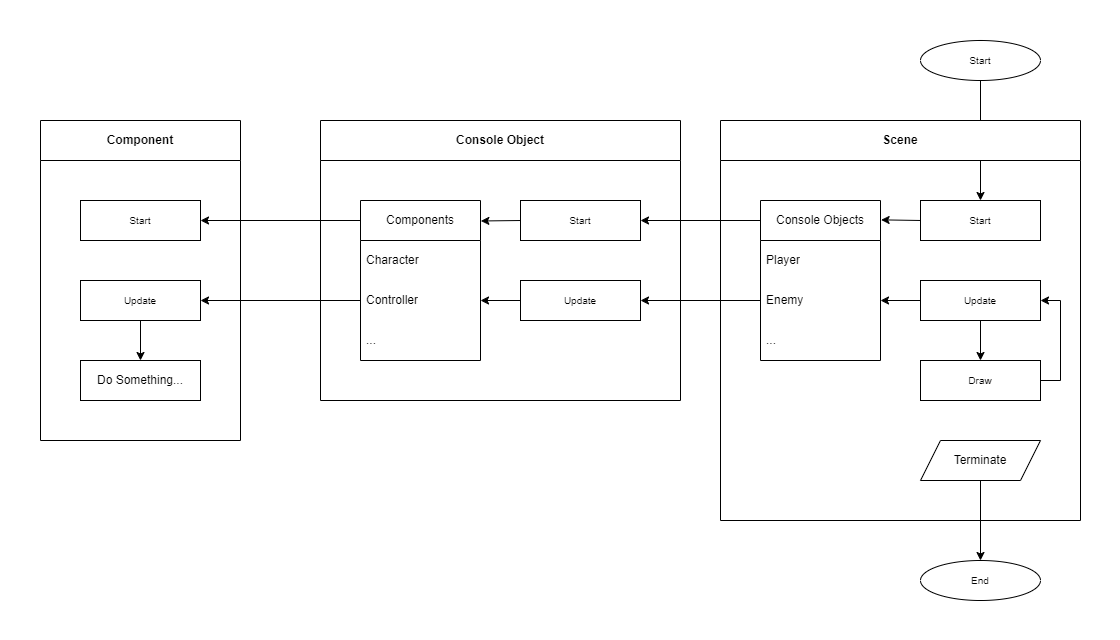 Start
Component
Console Object
Scene
Start
Components
Start
Console Objects
Start
Character
Player
Update
Controller
Update
Enemy
Update
...
...
Do Something...
Draw
Terminate
End